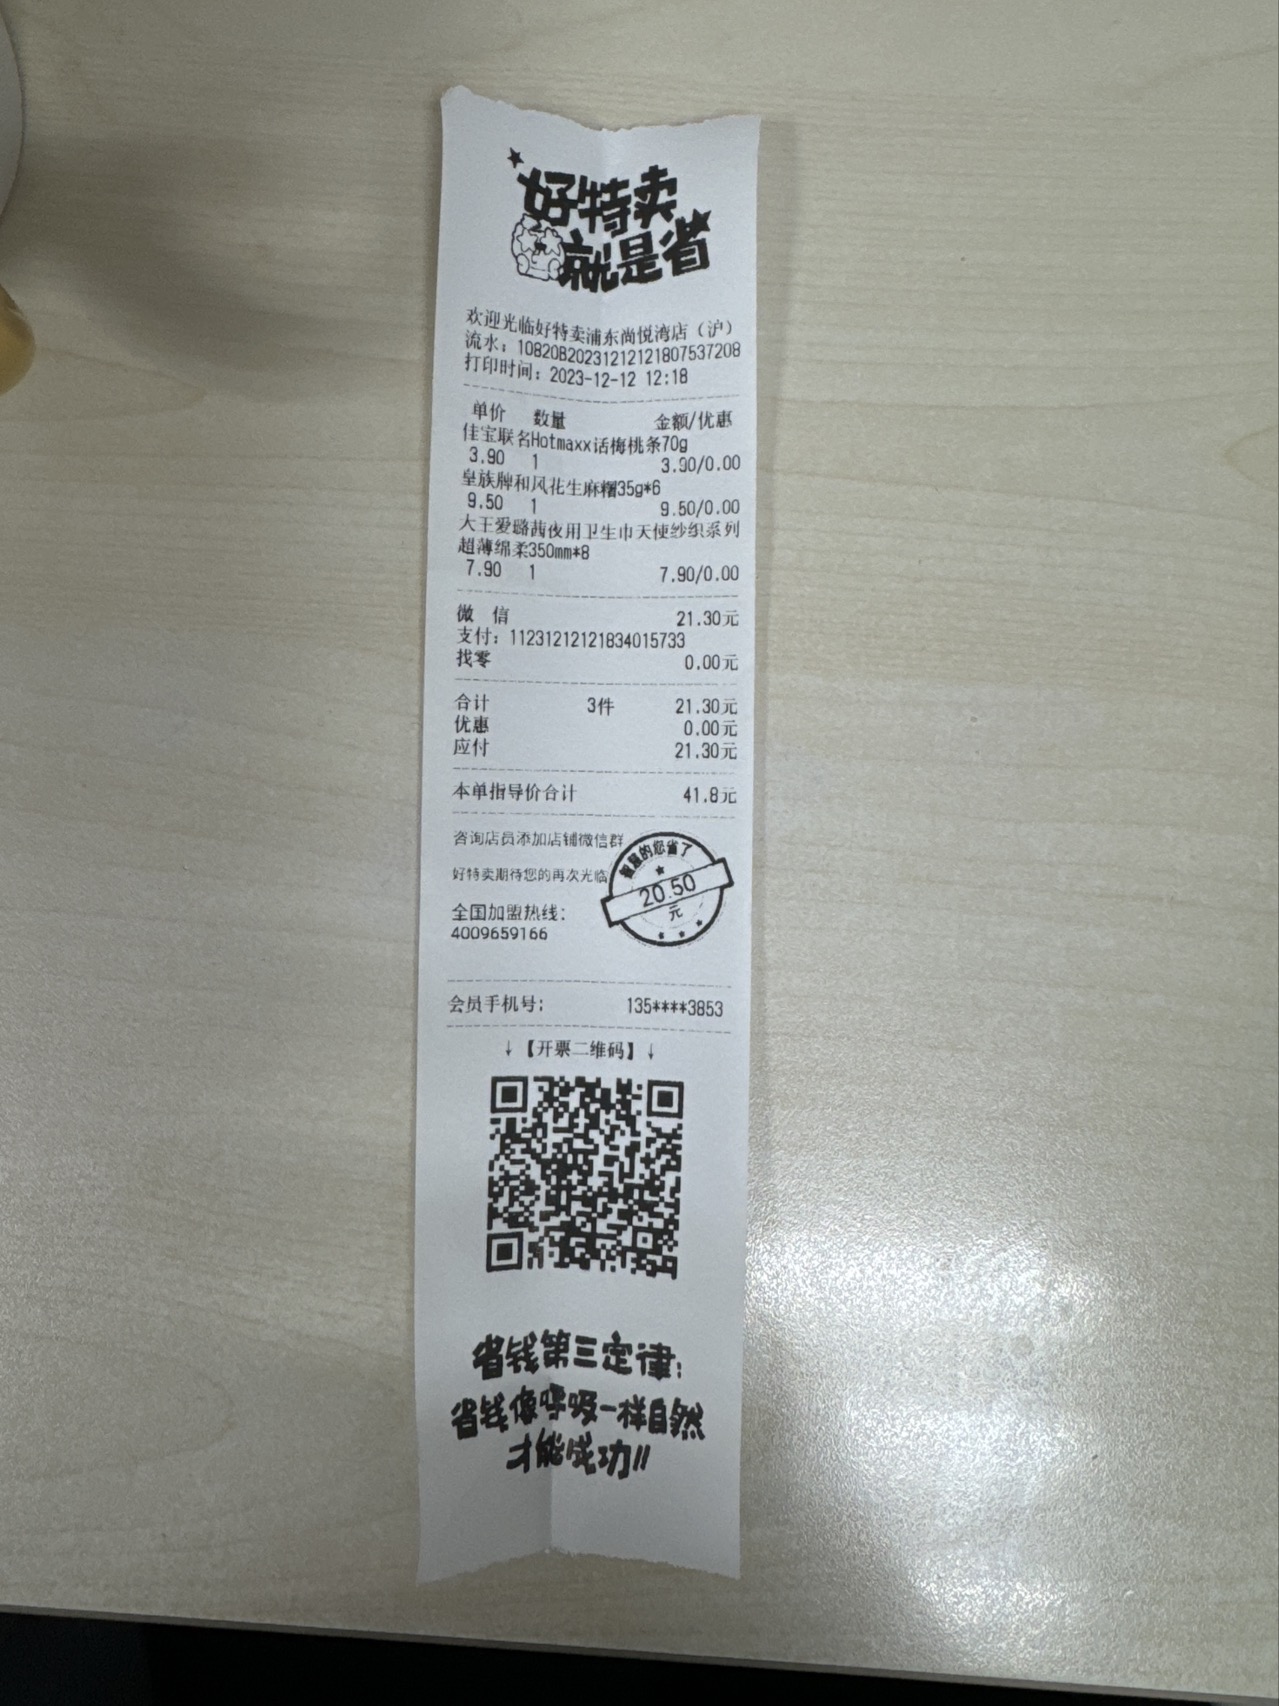 好特卖
就是省
欢迎光临好特卖浦东尚悦湾店（沪）
流水：10820B20231212121807537208
打印时间：2023-12-12 12:18
单价 数量 金额/优惠
佳宝联名Hotmaxx话梅桃条70g
3.90 1 3.90/0.00
皇族牌和风花生麻糬35g*6
9.50 1 9.50/0.00
大王爱璐茜夜用卫生巾天使纱织系列
超薄绵柔350mm*8
7.90 1 7.90/0.00
微 信 21.30元
支付：11231212121834015733
找零 0.00元
合计 3件 21.30元
优惠 0.00元
应付 21.30元
本单指导价合计 41.8元
咨询店员添加店铺微信群
好特卖期待您的再次光临
全国加盟热线：
4009659166
智慧的您省了
20.50
元
会员手机号： 135****3853
↓【开票二维码】↓
省钱第三定律：
省钱像呼吸一样自然
才能成功!!